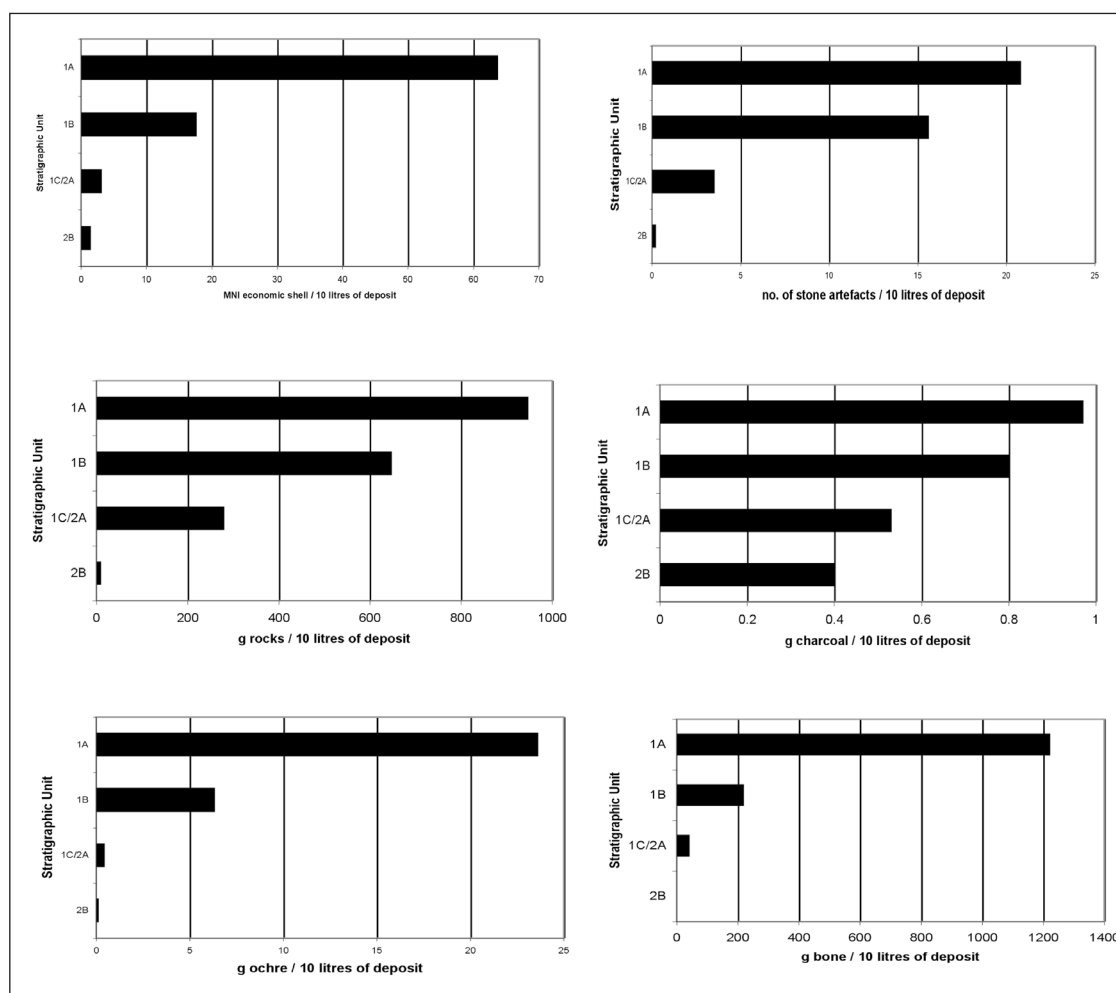 Stratigraphic Unit
1A
1B
1C/2A
2B
0 10 20 30 40 50 60 70
MNI economic shell / 10 litres of deposit
Stratigraphic Unit
1A
1B
1C/2A
2B
0 5 10 15 20 25
no. of stone artefacts / 10 litres of deposit
Stratigraphic Unit
1A
1B
1C/2A
2B
0 200 400 600 800 1000
g rocks / 10 litres of deposit
Stratigraphic Unit
1A
1B
1C/2A
2B
0 0.2 0.4 0.6 0.8 1
g charcoal / 10 litres of deposit
Stratigraphic Unit
1A
1B
1C/2A
2B
0 5 10 15 20 25
g ochre / 10 litres of deposit
Stratigraphic Unit
1A
1B
1C/2A
2B
0 200 400 600 800 1000 1200 1400
g bone / 10 litres of deposit